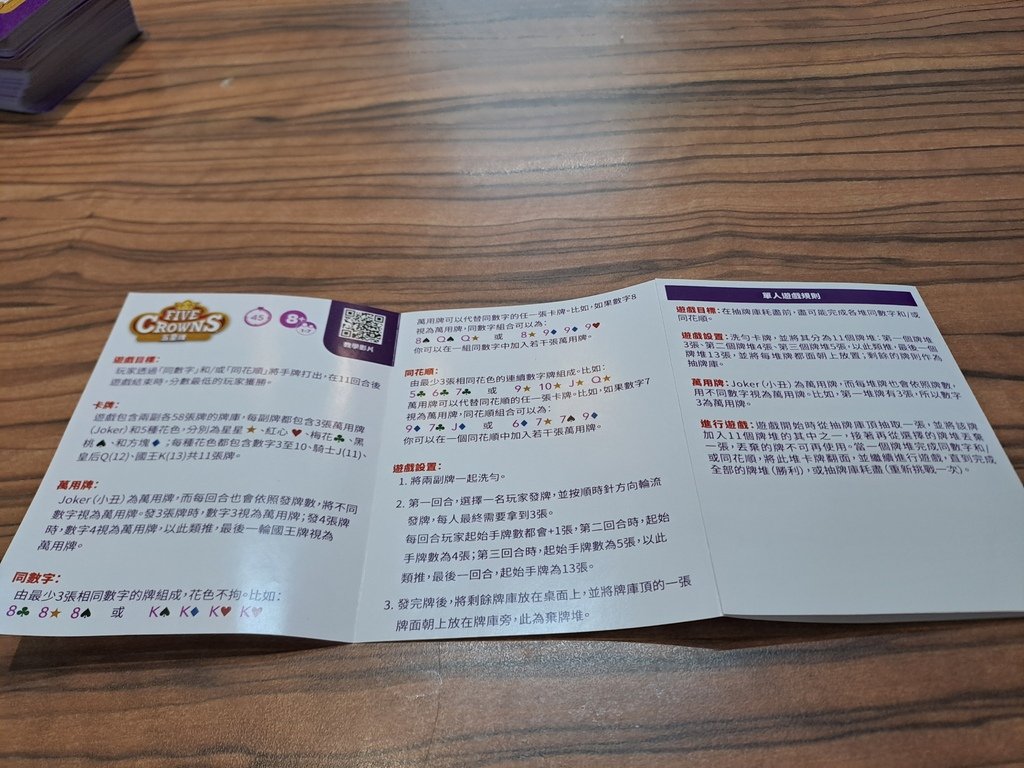 FIVE
CROWNS
五皇牌
45
8+
1-7
教學影片
遊戲目標:
玩家透過「同數字」和/或「同花順」將手牌打出,在11回合後
遊戲結束時,分數最低的玩家獲勝。
卡牌:
遊戲包含兩副各58張牌的牌庫,每副牌都包含3張萬用牌
(Joker)和5種花色,分別為星星★、紅心♥、梅花♣、黑
桃♠、和方塊♦;每種花色都包含數字3至10、騎士J(11)、
皇后Q(12)、國王K(13)共11張牌。
萬用牌:
Joker(小丑)為萬用牌,而每回合也會依照發牌數,將不同
數字視為萬用牌。發3張牌時,數字3視為萬用牌;發4張牌
時,數字4視為萬用牌,以此類推,最後一輪國王牌視為
萬用牌。
同數字:
由最少3張相同數字的牌組成,花色不拘。比如:
8♣ 8★ 8♠ 或 K♠ K♦ K♥ K♥
萬用牌可以代替同數字的任一張卡牌。比如,如果數字8
視為萬用牌,同數字組合可以為:
8♠ Q♠ Q★ 或 8★ 9♦ 9♦ 9♥
你可以在一組同數字中加入若干張萬用牌。
同花順:
由最少3張相同花色的連續數字牌組成。比如:
5♣ 6♣ 7♣ 或 9★ 10★ J★ Q★
萬用牌可以代替同花順的任一張卡牌。比如,如果數字7
視為萬用牌,同花順組合可以為:
9♦ 7♣ J♦ 或 6♦ 7★ 7♠ 9♦
你可以在一個同花順中加入若干張萬用牌。
遊戲設置:
1. 將兩副牌一起洗勻。
2. 第一回合,選擇一名玩家發牌,並按順時針方向輪流
發牌,每人最終需要拿到3張。
每回合玩家起始手牌數都會+1張,第二回合時,起始
手牌數為4張;第三回合時,起始手牌數為5張,以此
類推,最後一回合,起始手牌為13張。
3. 發完牌後,將剩餘牌庫放在桌面上,並將牌庫頂的一張
牌面朝上放在牌庫旁,此為棄牌堆。
單人遊戲規則
遊戲目標:在抽牌庫耗盡前,盡可能完成各堆同數字和/或
同花順。
遊戲設置:洗勻卡牌,並將其分為11個牌堆:第一個牌堆
3張、第二個牌堆4張、第三個牌堆5張,以此類推,最後一個
牌堆13張,並將每堆牌都面朝上放置;剩餘的牌則作為
抽牌庫。
萬用牌:Joker(小丑)為萬用牌,而每堆牌也會依照牌數,
用不同數字視為萬用牌。比如,第一堆牌有3張,所以數字
3為萬用牌。
進行遊戲:遊戲開始時從抽牌庫頂抽取一張,並將該牌
加入11個牌堆的其中之一,接著再從選擇的牌堆丟棄
一張,丟棄的牌不可再使用。當一個牌堆完成同數字和/
或同花順,將此堆卡牌翻面,並繼續進行遊戲,直到完成
全部的牌堆(勝利),或抽牌庫耗盡(重新挑戰一次)。